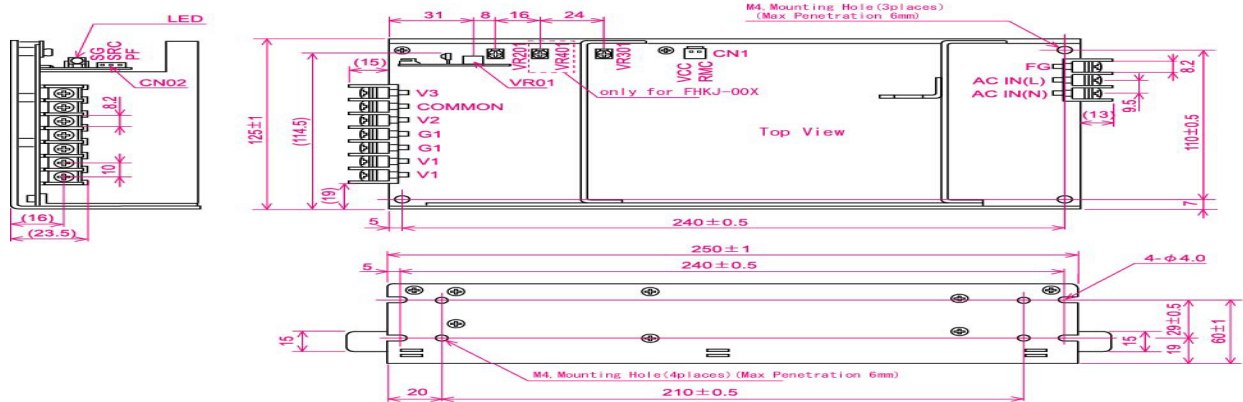 LED
SG
SRC
PF
CN02
8.2
10
(16)
(23.5)
31
8
16
24
M4.Mounting Hole(3places)
(Max Penetration 6mm)
125±1
(114.5)
(15)
(19)
VR201
VR401
VR301
VR01
VCC
RMC
CN1
only for FHKJ-00X
V3
COMMON
V2
G1
G1
V1
V1
Top View
FG
AC IN(L)
AC IN(N)
8.2
9.5
(13)
110±0.5
7
5
240±0.5
250±1
5
240±0.5
4-φ4.0
15
15
29±0.5
19
60±1
M4.Mounting Hole(4places)(Max Penetration 6mm)
20
210±0.5